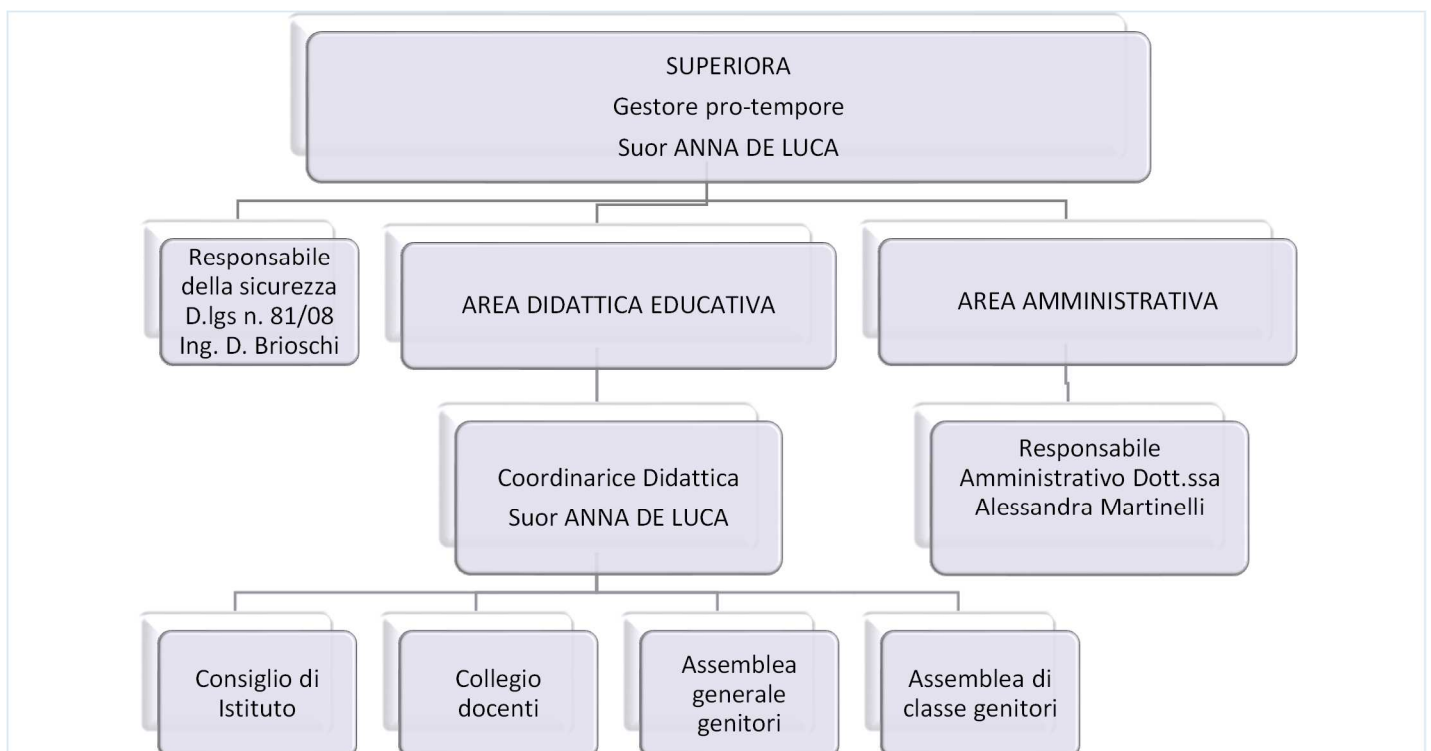 SUPERIORA
Gestore pro-tempore
Suor ANNA DE LUCA
Responsabile
della sicurezza
D.lgs n. 81/08
Ing. D. Brioschi
AREA DIDATTICA EDUCATIVA
AREA AMMINISTRATIVA
Coordinarice Didattica
Suor ANNA DE LUCA
Responsabile
Amministrativo Dott.ssa
Alessandra Martinelli
Consiglio di
Istituto
Collegio
docenti
Assemblea
generale
genitori
Assemblea di
classe genitori